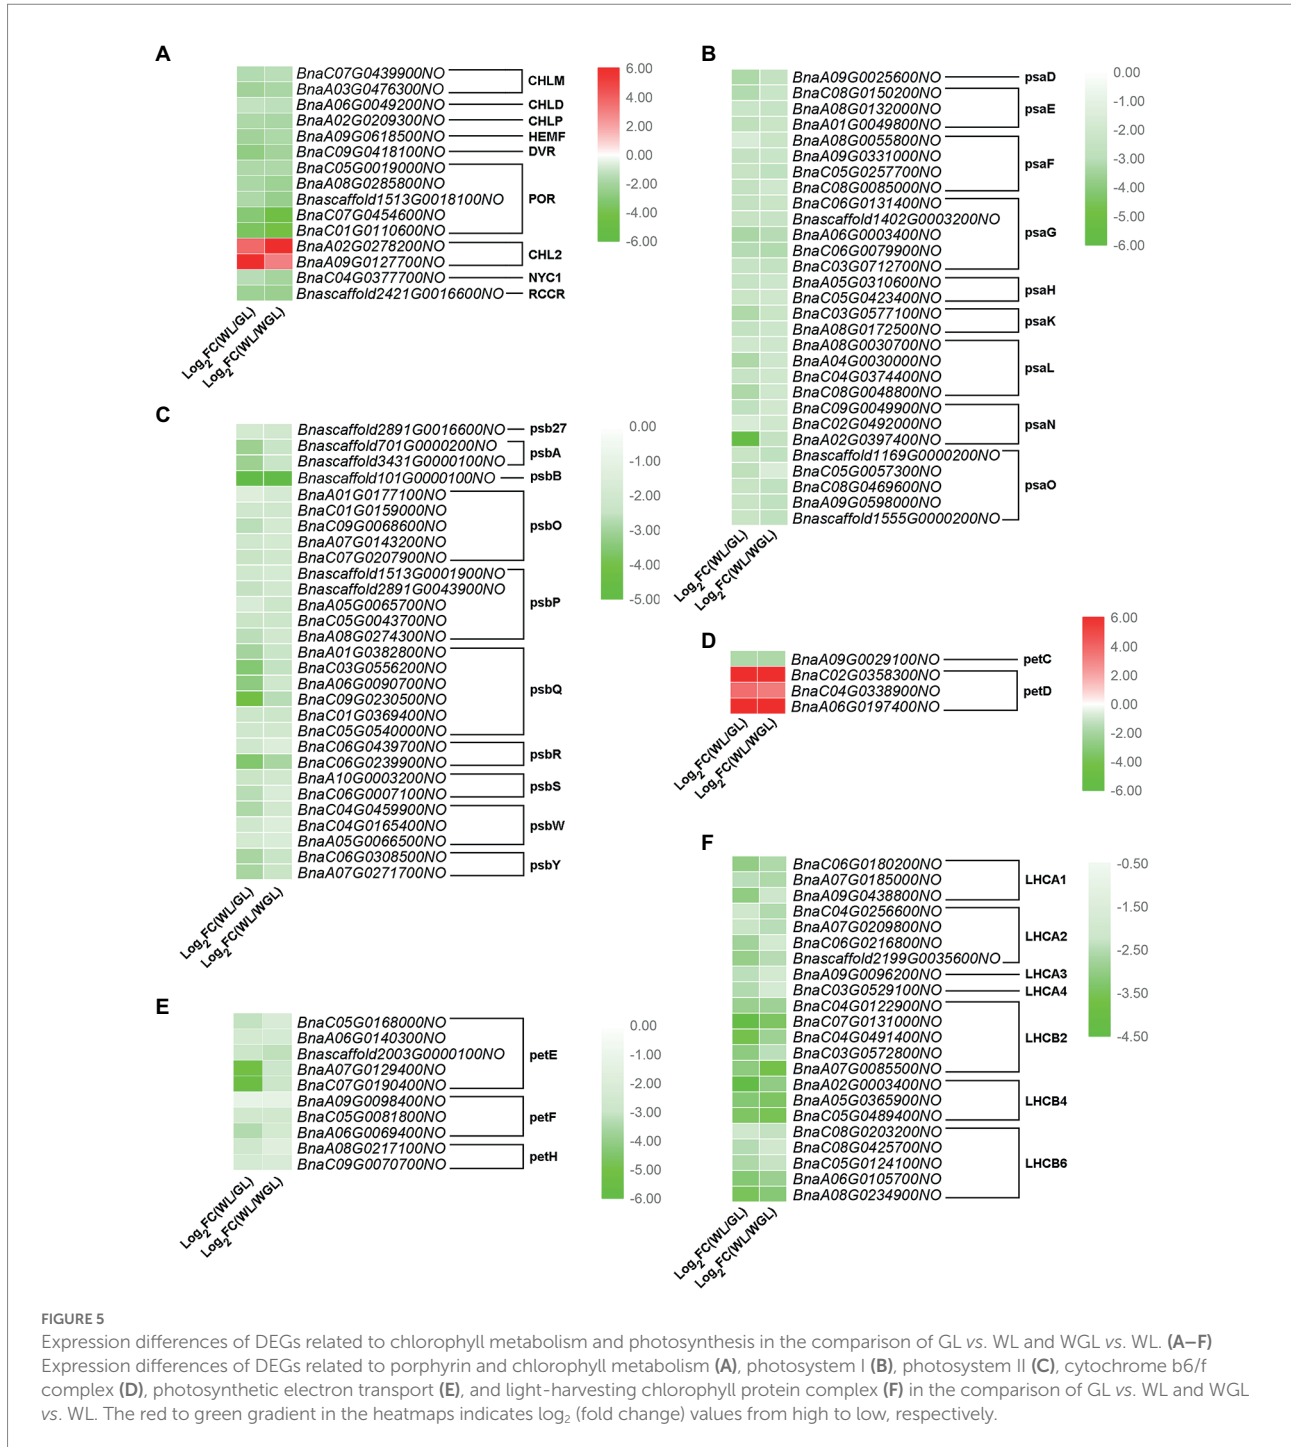 A
BnaC07G0439900NO
BnaA03G0476300NO
CHLM
BnaA06G0049200NO CHLD
BnaA02G0209300NO CHLP
BnaA09G0618500NO HEMF
BnaC09G0418100NO DVR
BnaC05G0019000NO
BnaA08G0285800NO
Bnascaffold1513G0018100NO
BnaC07G0454600NO
BnaC01G0110600NO
POR
BnaA02G0278200NO
BnaA09G0127700NO
CHL2
BnaC04G0377700NO NYC1
Bnascaffold2421G0016600NO RCCR
6.00
4.00
2.00
0.00
-2.00
-4.00
-6.00
Log2FC(WL/GL)
Log2FC(WL/WGL)
B
BnaA09G0025600NO psaD
BnaC08G0150200NO
BnaA08G0132000NO
BnaA01G0049800NO
psaE
BnaA08G0055800NO
BnaA09G0331000NO
BnaC05G0257700NO
BnaC08G0085000NO
psaF
BnaC06G0131400NO
Bnascaffold1402G0003200NO
BnaA06G0003400NO
BnaC06G0079900NO
BnaC03G0712700NO
psaG
BnaA05G0310600NO
BnaC05G0423400NO
psaH
BnaC03G0577100NO
BnaA08G0172500NO
psaK
BnaA08G0030700NO
BnaA04G0030000NO
BnaC04G0374400NO
BnaC08G0048800NO
psaL
BnaC09G0049900NO
BnaC02G0492000NO
BnaA02G0397400NO
psaN
Bnascaffold1169G0000200NO
BnaC05G0057300NO
BnaC08G0469600NO
BnaA09G0598000NO
Bnascaffold1555G0000200NO
psaO
0.00
-1.00
-2.00
-3.00
-4.00
-5.00
-6.00
Log2FC(WL/GL)
Log2FC(WL/WGL)
C
Bnascaffold2891G0016600NO psb27
Bnascaffold701G0000200NO
Bnascaffold3431G0000100NO
psbA
Bnascaffold101G0000100NO psbB
BnaA01G0177100NO
BnaC01G0159000NO
BnaC09G0068600NO
BnaA07G0143200NO
BnaC07G0207900NO
psbO
Bnascaffold1513G0001900NO
Bnascaffold2891G0043900NO
BnaA05G0065700NO
BnaC05G0043700NO
BnaA08G0274300NO
psbP
BnaA01G0382800NO
BnaC03G0556200NO
BnaA06G0090700NO
BnaC09G0230500NO
BnaC01G0369400NO
BnaC05G0540000NO
psbQ
BnaC06G0439700NO
BnaC06G0239900NO
psbR
BnaA10G0003200NO
BnaC06G0007100NO
psbS
BnaC04G0459900NO
BnaC04G0165400NO
BnaA05G0066500NO
psbW
BnaC06G0308500NO
BnaA07G0271700NO
psbY
0.00
-1.00
-2.00
-3.00
-4.00
-5.00
Log2FC(WL/GL)
Log2FC(WL/WGL)
D
BnaA09G0029100NO petC
BnaC02G0358300NO
BnaC04G0338900NO
BnaA06G0197400NO
petD
6.00
4.00
2.00
0.00
-2.00
-4.00
-6.00
Log2FC(WL/GL)
Log2FC(WL/WGL)
E
BnaC05G0168000NO
BnaA06G0140300NO
Bnascaffold2003G0000100NO
BnaA07G0129400NO
BnaC07G0190400NO
petE
BnaA09G0098400NO
BnaC05G0081800NO
BnaA06G0069400NO
petF
BnaA08G0217100NO
BnaC09G0070700NO
petH
0.00
-1.00
-2.00
-3.00
-4.00
-5.00
-6.00
Log2FC(WL/GL)
Log2FC(WL/WGL)
F
BnaC06G0180200NO
BnaA07G0185000NO
BnaA09G0438800NO
LHCA1
BnaC04G0256600NO
BnaA07G0209800NO
BnaC06G0216800NO
Bnascaffold2199G0035600NO
LHCA2
BnaA09G0096200NO LHCA3
BnaC03G0529100NO LHCA4
BnaC04G0122900NO
BnaC07G0131000NO
BnaC04G0491400NO
BnaC03G0572800NO
BnaA07G0085500NO
LHCB2
BnaA02G0003400NO
BnaA05G0365900NO
BnaC05G0489400NO
LHCB4
BnaC08G0203200NO
BnaC08G0425700NO
BnaC05G0124100NO
BnaA06G0105700NO
BnaA08G0234900NO
LHCB6
-0.50
-1.50
-2.50
-3.50
-4.50
Log2FC(WL/GL)
Log2FC(WL/WGL)
FIGURE 5
Expression differences of DEGs related to chlorophyll metabolism and photosynthesis in the comparison of GL vs. WL and WGL vs. WL. (A–F)
Expression differences of DEGs related to porphyrin and chlorophyll metabolism (A), photosystem I (B), photosystem II (C), cytochrome b6/f
complex (D), photosynthetic electron transport (E), and light-harvesting chlorophyll protein complex (F) in the comparison of GL vs. WL and WGL
vs. WL. The red to green gradient in the heatmaps indicates log2 (fold change) values from high to low, respectively.